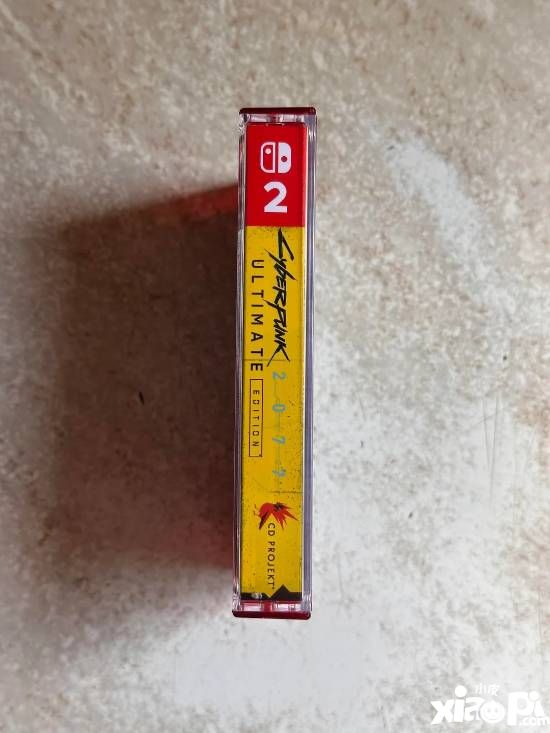 2
CYBERPUNK
2077
ULTIMATE
EDITION
CD PROJEKT
小皮
xiaoPi